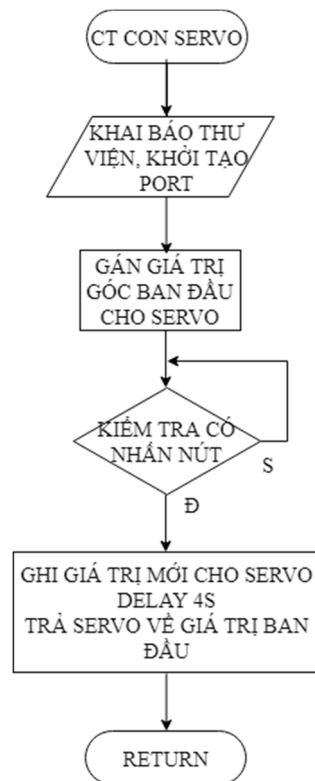 CT CON SERVO
KHAI BÁO THƯ
VIỆN, KHỞI TẠO
PORT
GÁN GIÁ TRỊ
GÓC BAN ĐẦU
CHO SERVO
KIỂM TRA CÓ
NHẤN NÚT
S
Đ
GHI GIÁ TRỊ MỚI CHO SERVO
DELAY 4S
TRẢ SERVO VỀ GIÁ TRỊ BAN
ĐẦU
RETURN